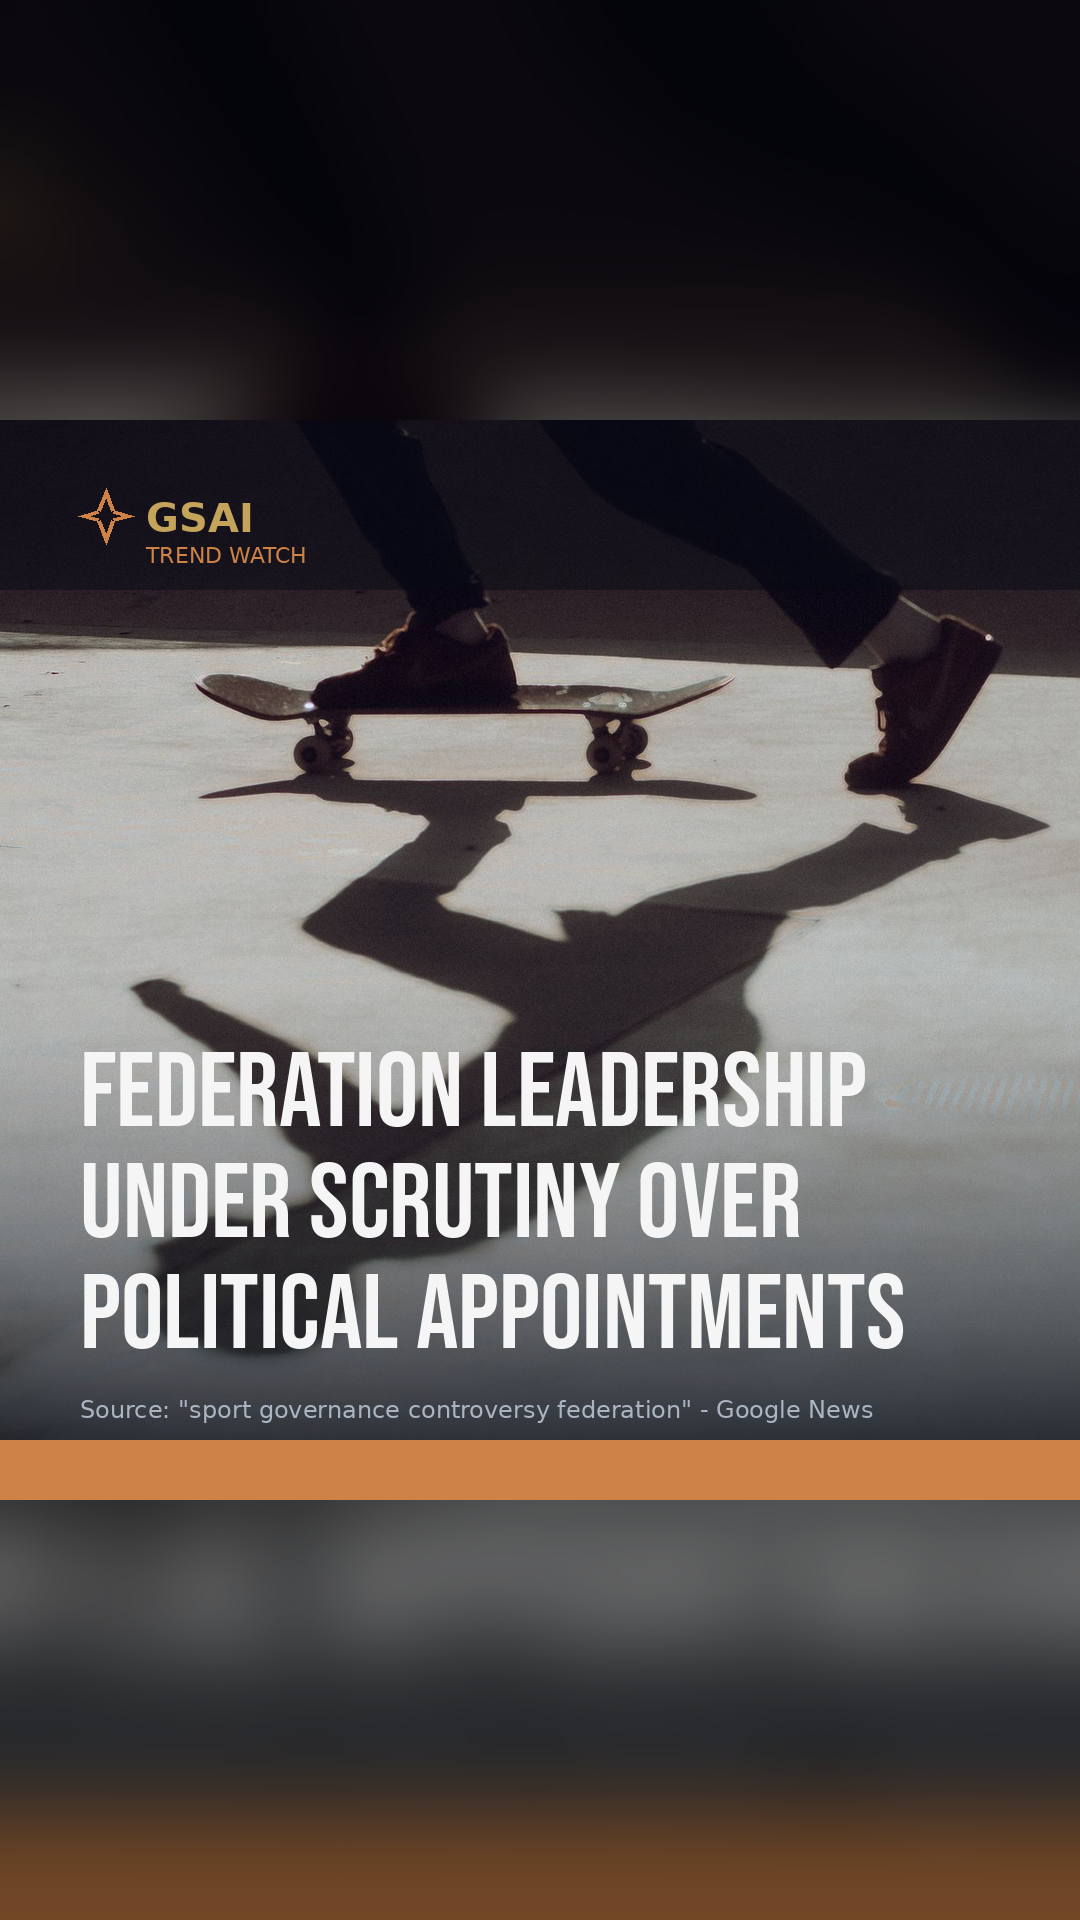 GSAI
TREND WATCH
FEDERATION LEADERSHIP
UNDER SCRUTINY OVER
POLITICAL APPOINTMENTS
Source: "sport governance controversy federation" - Google News